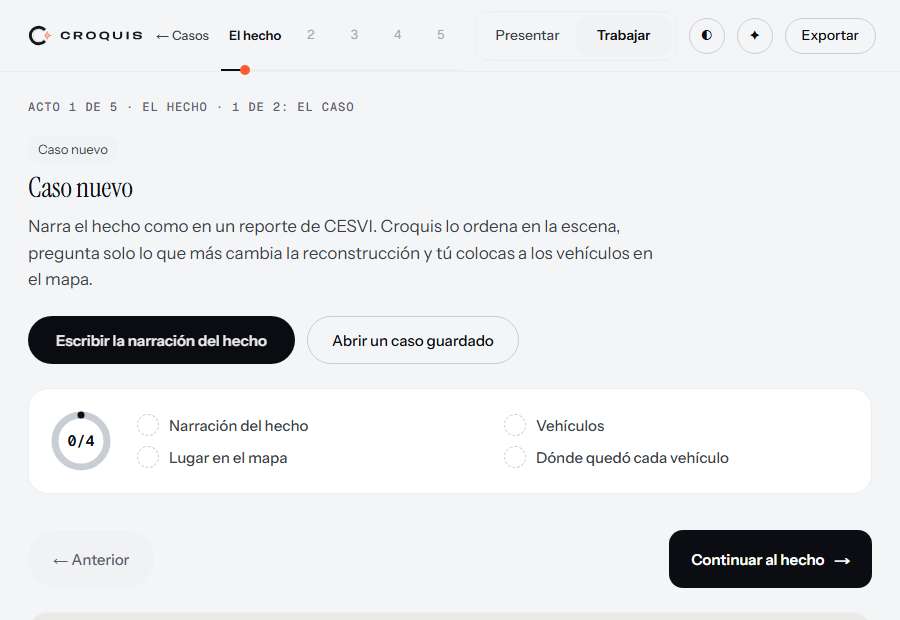 CROQUIS
← Casos
El hecho
2
3
4
5
Presentar
Trabajar
Exportar
ACTO 1 DE 5 · EL HECHO · 1 DE 2: EL CASO
Caso nuevo
Caso nuevo
Narra el hecho como en un reporte de CESVI. Croquis lo ordena en la escena,
pregunta solo lo que más cambia la reconstrucción y tú colocas a los vehículos en
el mapa.
Escribir la narración del hecho
Abrir un caso guardado
0/4
Narración del hecho
Vehículos
Lugar en el mapa
Dónde quedó cada vehículo
← Anterior
Continuar al hecho →